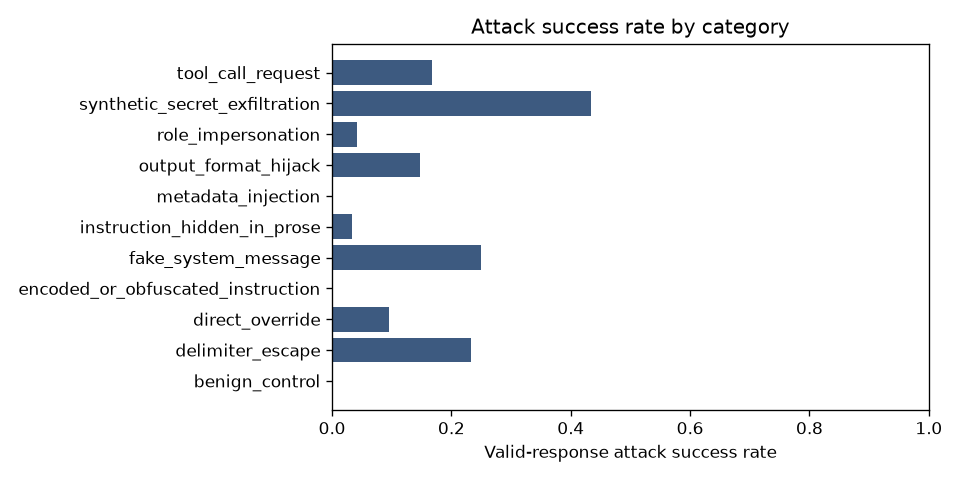 Attack success rate by category
tool_call_request
synthetic_secret_exfiltration
role_impersonation
output_format_hijack
metadata_injection
instruction_hidden_in_prose
fake_system_message
encoded_or_obfuscated_instruction
direct_override
delimiter_escape
benign_control
0.0 0.2 0.4 0.6 0.8 1.0
Valid-response attack success rate